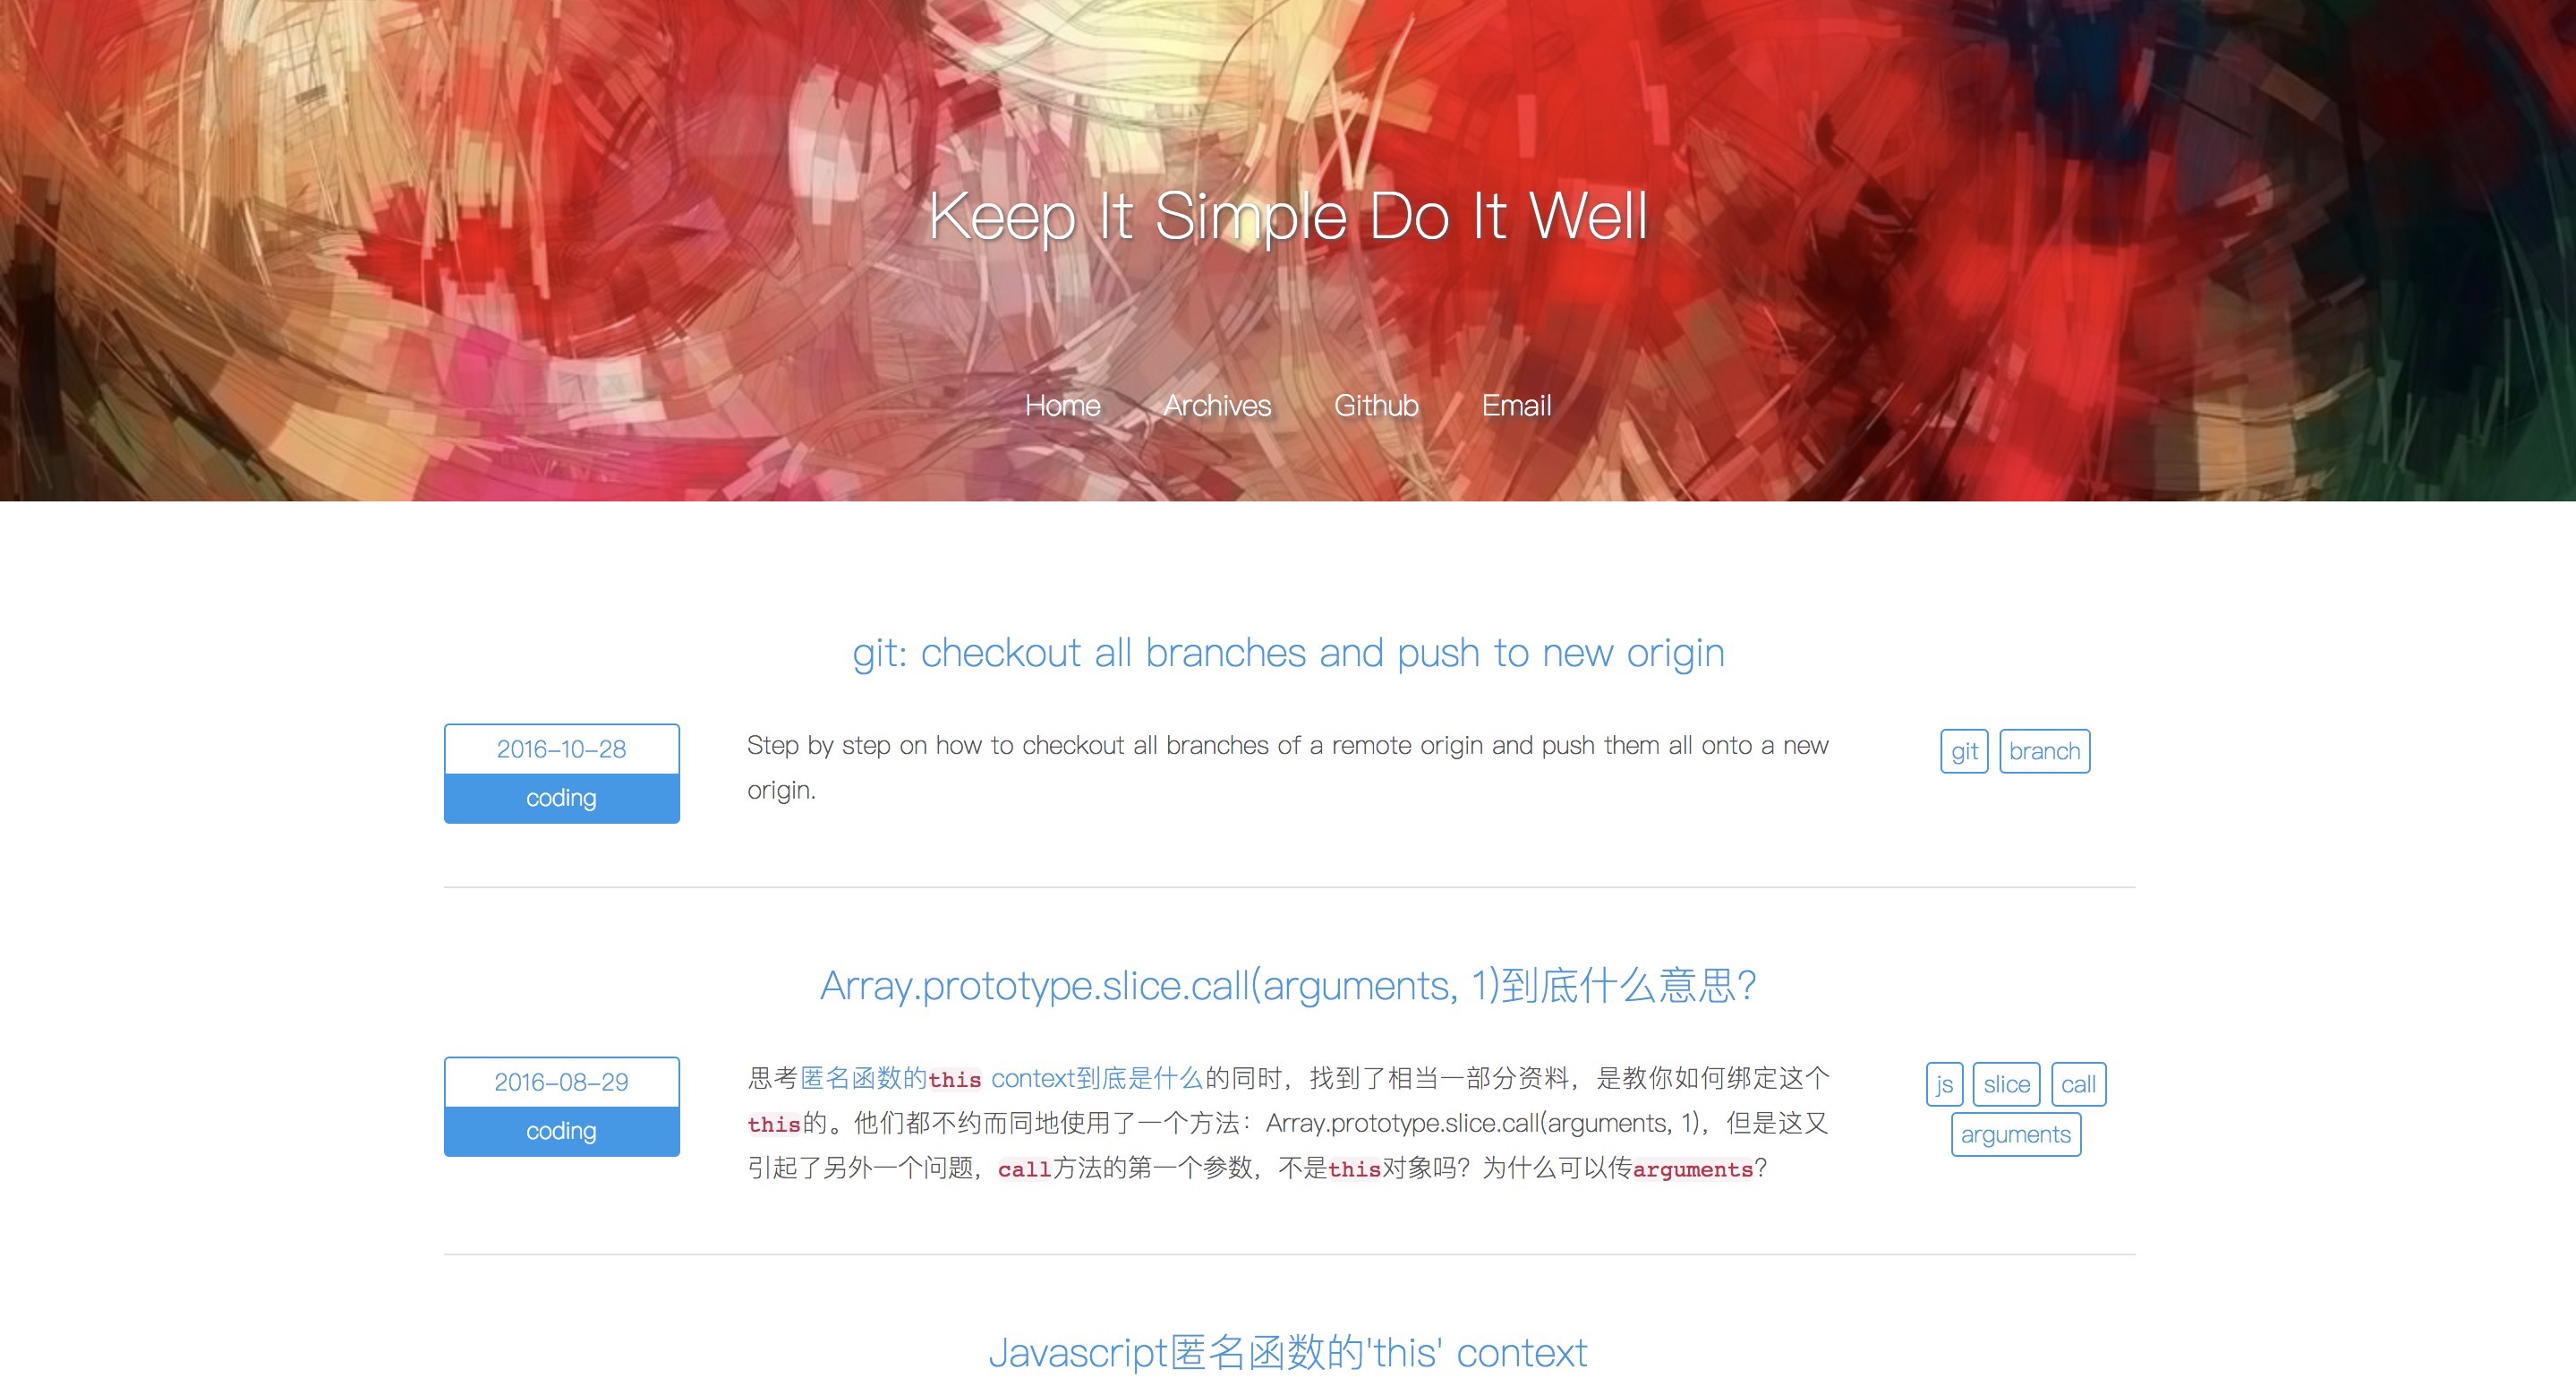 Keep It Simple Do It Well
Home Archives Github Email
git: checkout all branches and push to new origin
2016-10-28
coding
Step by step on how to checkout all branches of a remote origin and push them all onto a new
origin.
git branch
Array.prototype.slice.call(arguments, 1)到底什么意思?
2016-08-29
coding
思考匿名函数的this context到底是什么的同时，找到了相当一部分资料，是教你如何绑定这个
this的。他们都不约而同地使用了一个方法：Array.prototype.slice.call(arguments, 1)，但是这又
引起了另外一个问题，call方法的第一个参数，不是this对象吗？为什么可以传arguments？
js slice call
arguments
Javascript匿名函数的'this' context